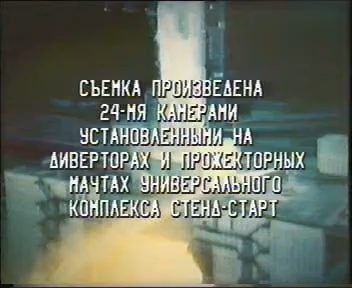 СЪЕМКА ПРОИЗВЕДЕНА
24-МЯ КАМЕРАМИ
УСТАНОВЛЕННЫМИ НА
ДИВЕРТОРАХ И ПРОЖЕКТОРНЫХ
МАЧТАХ УНИВЕРСАЛЬНОГО
КОМПЛЕКСА СТЕНД-СТАРТ